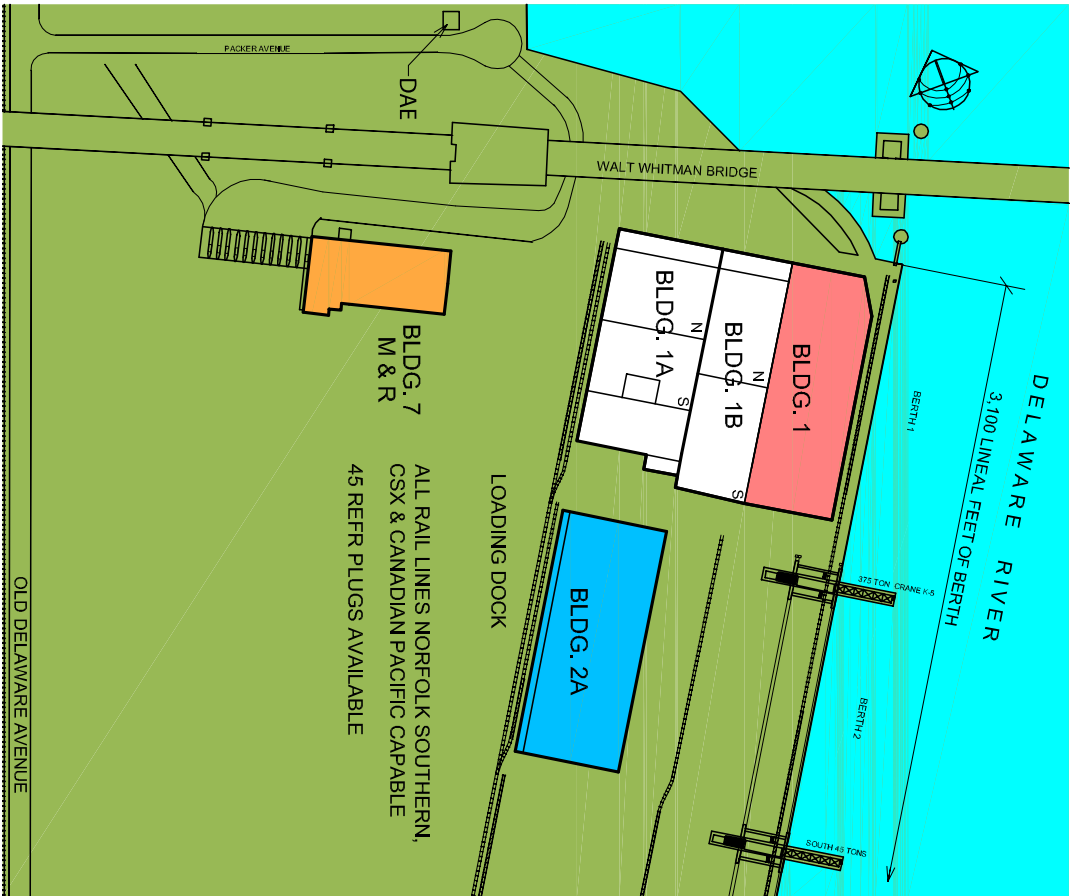 PACKER AVENUE
DAE
WALT WHITMAN BRIDGE
DELAWARE RIVER
3,100 LINEAL FEET OF BERTH
BERTH 1
BLDG. 1
N
BLDG. 1B
S
N
BLDG. 1A
S
BLDG. 7
M & R
375 TON CRANE K-5
BERTH 2
SOUTH 45 TONS
BLDG. 2A
LOADING DOCK
ALL RAIL LINES NORFOLK SOUTHERN,
CSX & CANADIAN PACIFIC CAPABLE
45 REFR PLUGS AVAILABLE
OLD DELAWARE AVENUE